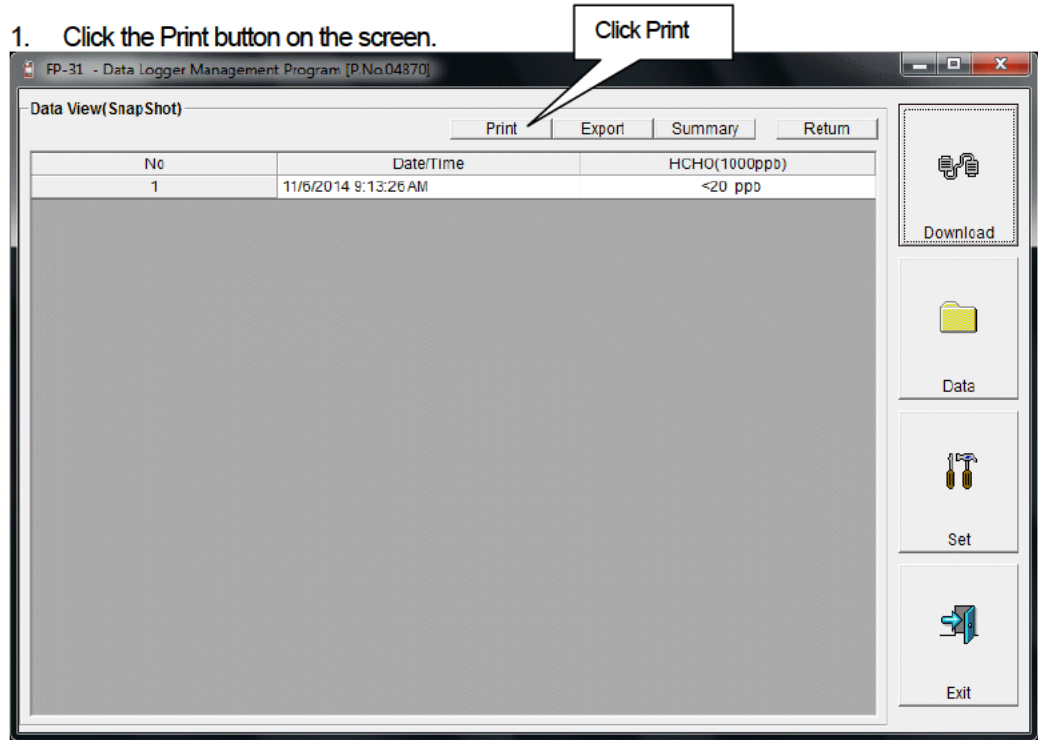 Click Print
1. Click the Print button on the screen.
FP-31 - Data Logger Management Program [P.No.04870]
Data View(SnapShot)
Print Export Summary Return
No Date/Time HCHO(1000ppb)
1 11/6/2014 9:13:26 AM <20 ppb
Download
Data
Set
Exit